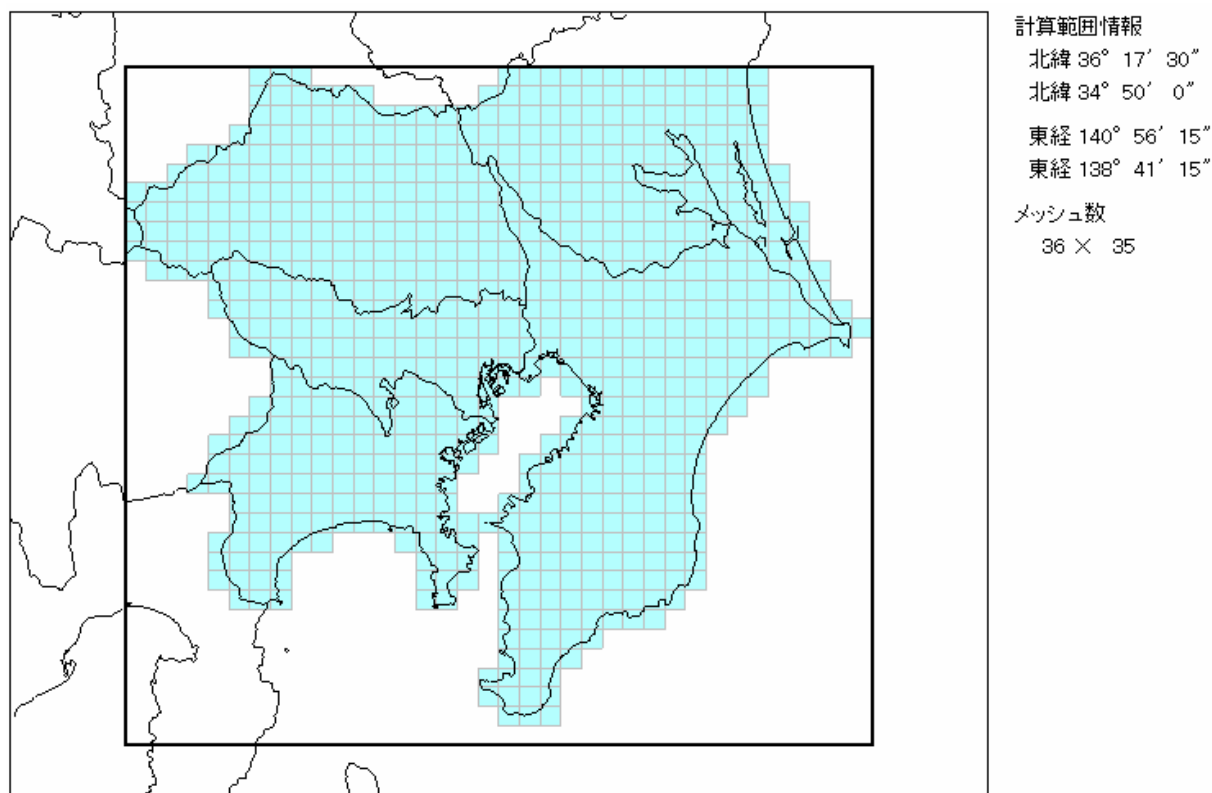 計算範囲情報
北緯 36° 17′ 30″
北緯 34° 50′ 0″
東経 140° 56′ 15″
東経 138° 41′ 15″
メッシュ数
36 × 35